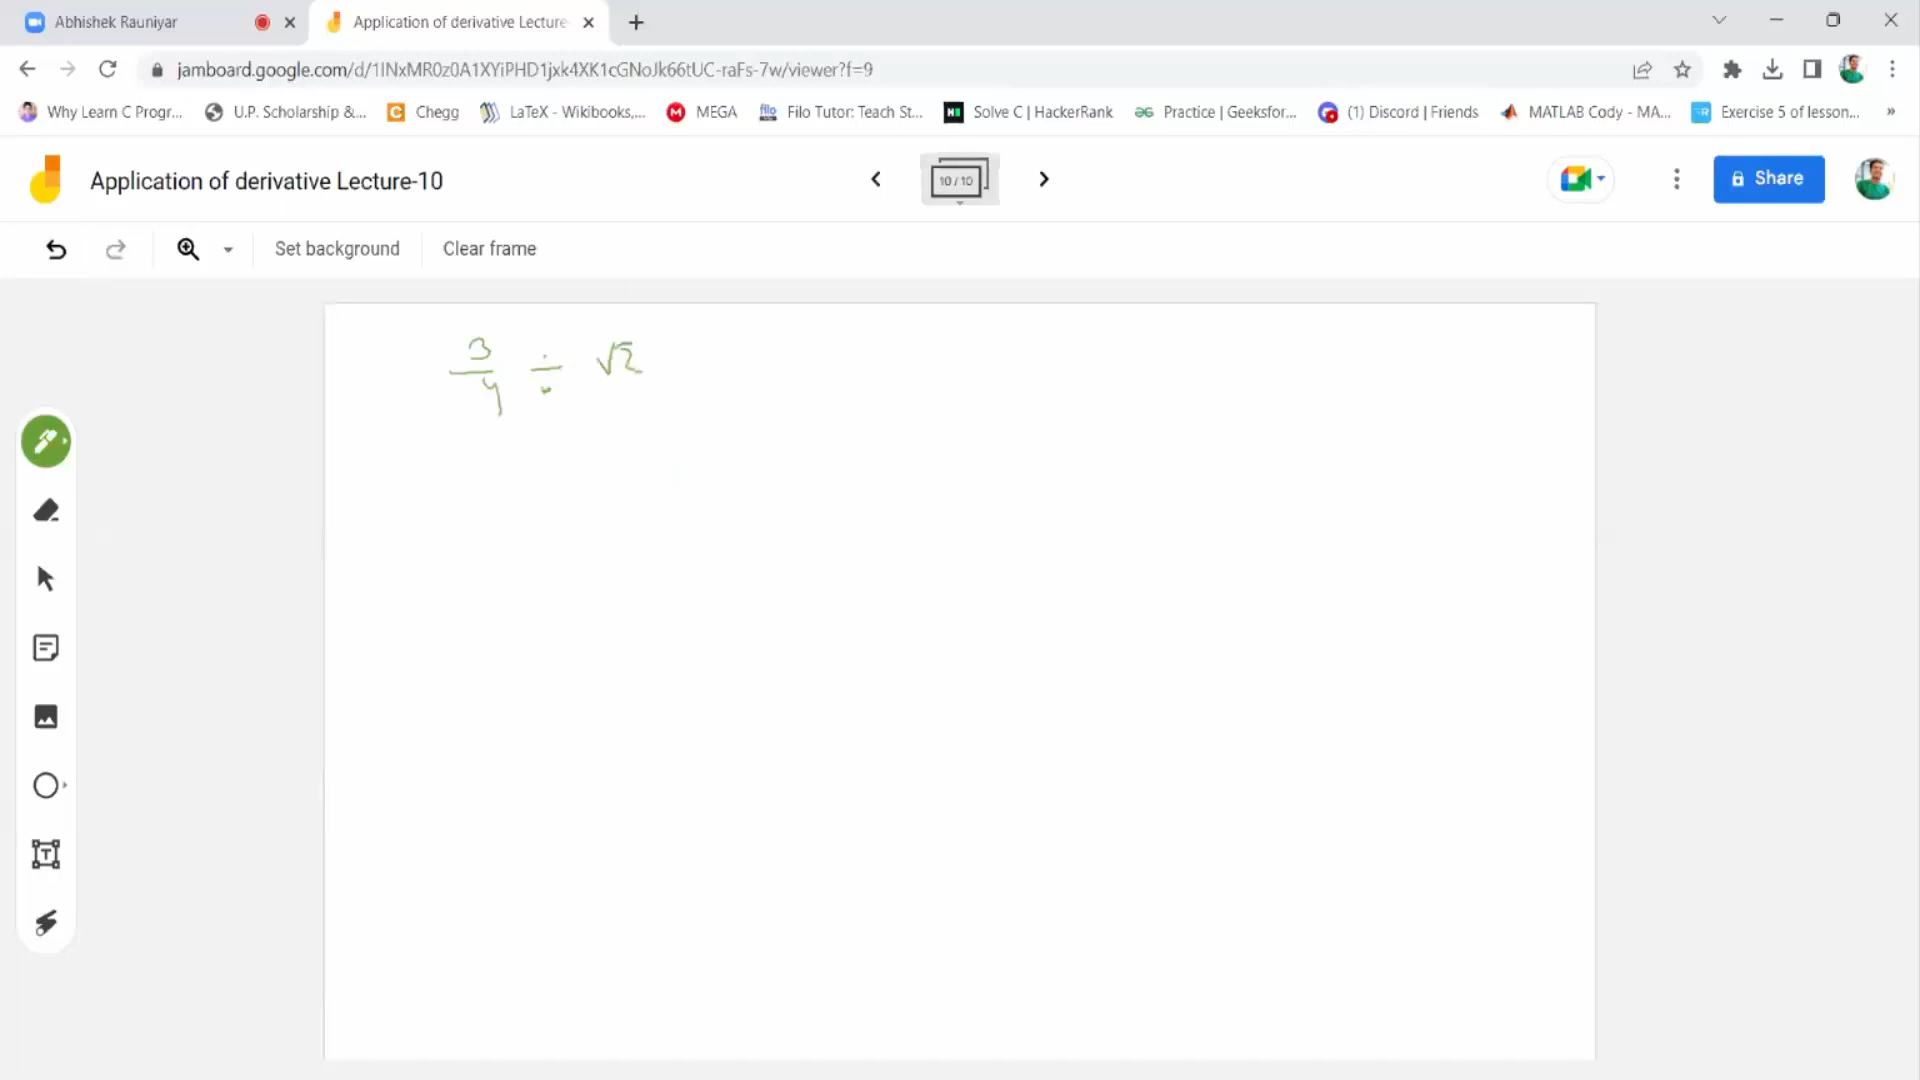 Abhishek Rauniyar
Application of derivative Lecture-
jamboard.google.com/d/1INxMR0z0A1XYiPHD1jxk4XK1cGNoJk66tUC-raFs-7w/viewer?f=9
Why Learn C Progr... U.P. Scholarship &... Chegg LaTeX - Wikibooks,... MEGA Filo Tutor: Teach St... Solve C | HackerRank Practice | Geeksfor... (1) Discord | Friends MATLAB Cody - MA... Exercise 5 of lesson... »
Application of derivative Lecture-10
10 / 10
Share
Set background Clear frame
3/4 ÷ √2